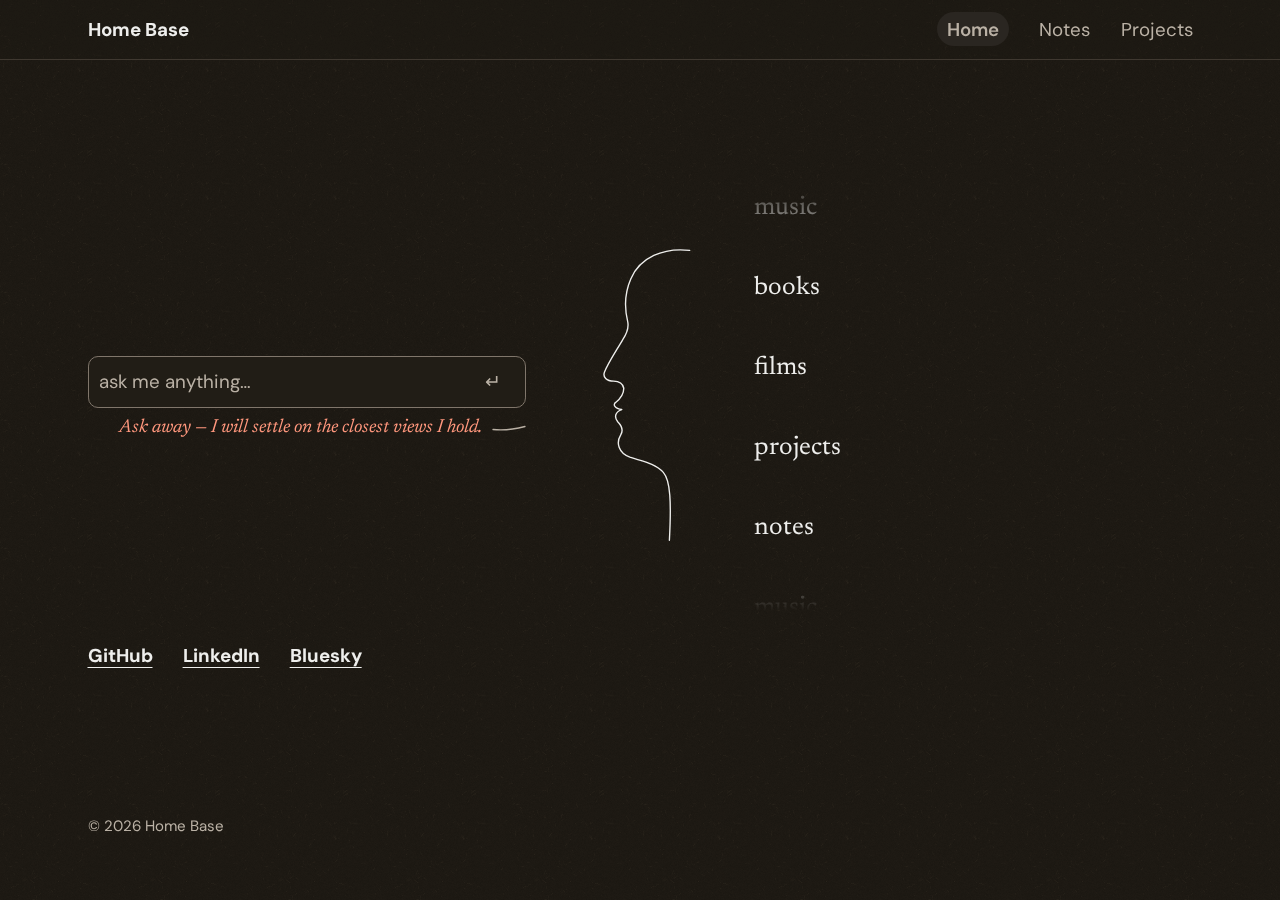 Home Base
Home
Notes
Projects
music
books
films
projects
notes
music
ask me anything...
↵
Ask away — I will settle on the closest views I hold.
GitHub
LinkedIn
Bluesky
© 2026 Home Base